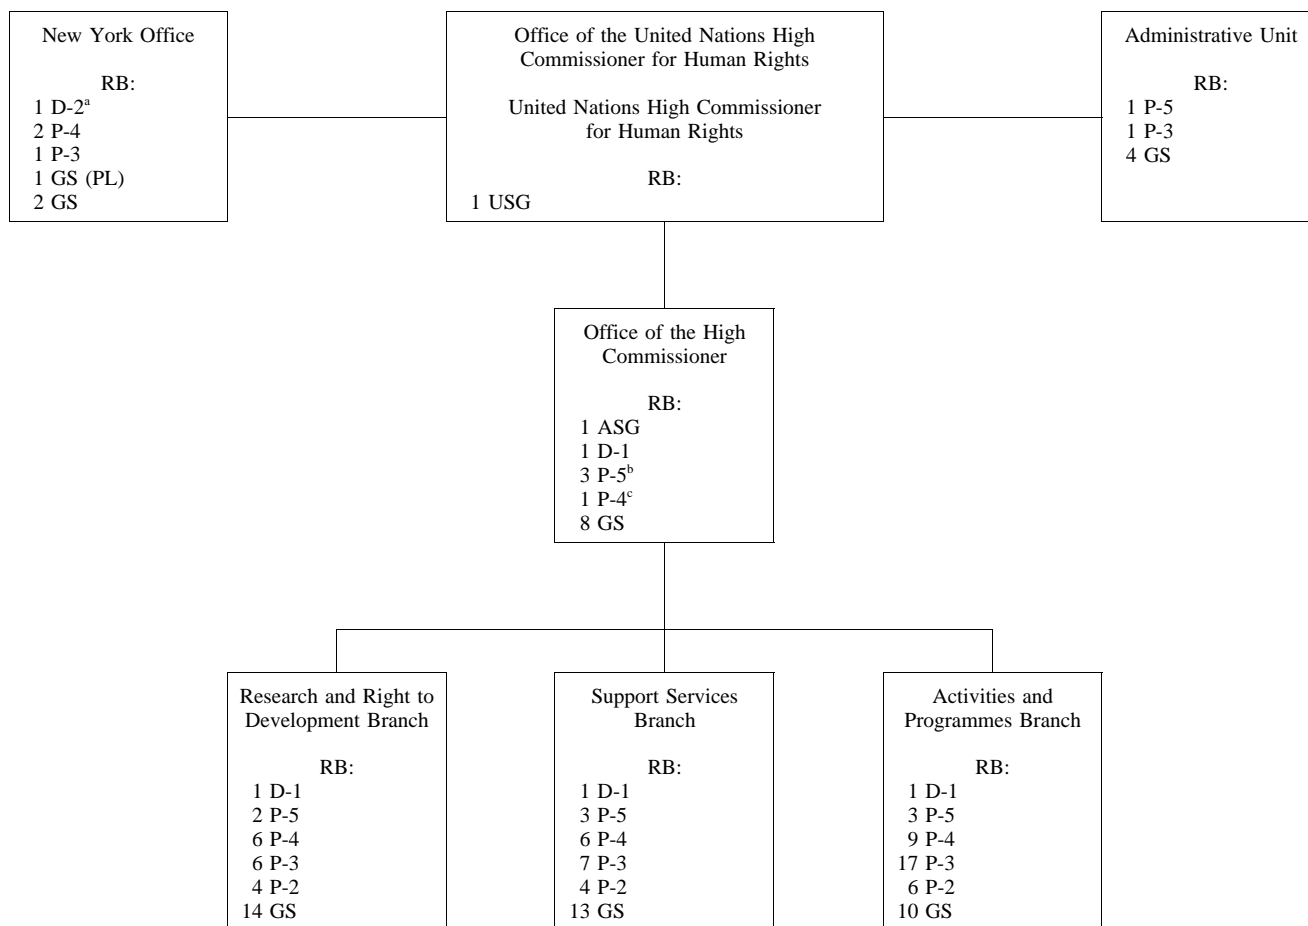 New York Office
RB:
1 D-2ᵃ
2 P-4
1 P-3
1 GS (PL)
2 GS
Office of the United Nations High
Commissioner for Human Rights
United Nations High Commissioner
for Human Rights
RB:
1 USG
Administrative Unit
RB:
1 P-5
1 P-3
4 GS
Office of the High
Commissioner
RB:
1 ASG
1 D-1
3 P-5ᵇ
1 P-4ᶜ
8 GS
Research and Right to
Development Branch
RB:
1 D-1
2 P-5
6 P-4
6 P-3
4 P-2
14 GS
Support Services
Branch
RB:
1 D-1
3 P-5
6 P-4
7 P-3
4 P-2
13 GS
Activities and
Programmes Branch
RB:
1 D-1
3 P-5
9 P-4
17 P-3
6 P-2
10 GS